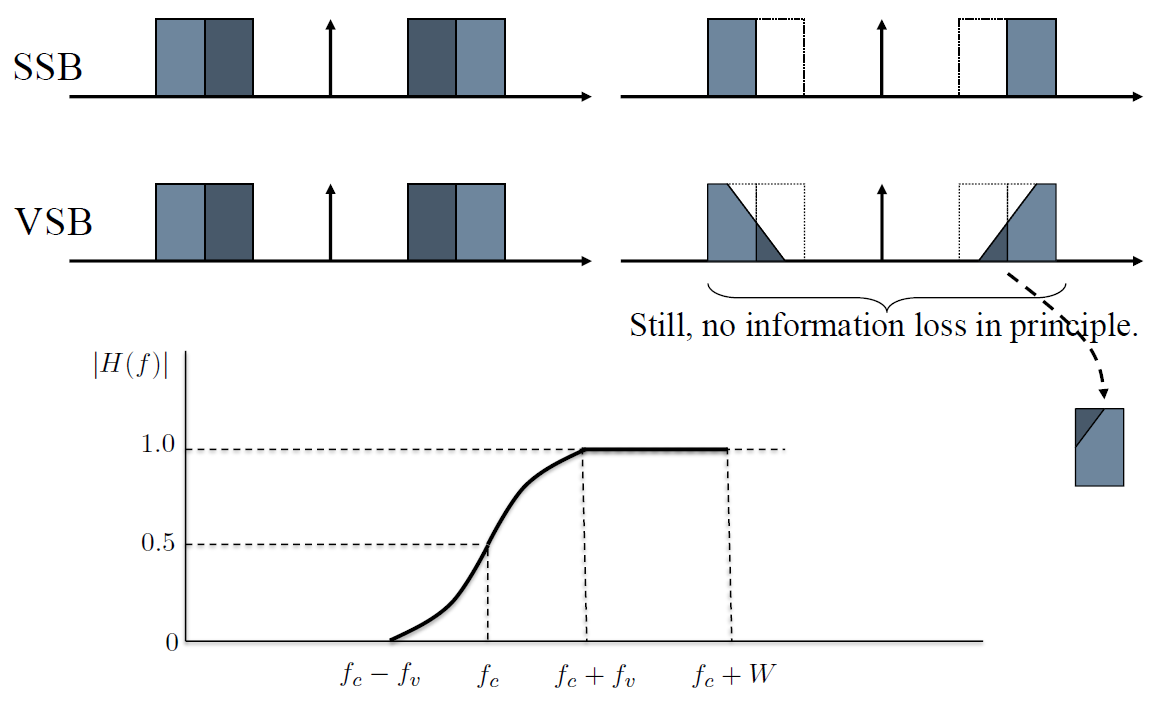 SSB
VSB
Still, no information loss in principle.
|H(f)|
1.0
0.5
0
f_c − f_v
f_c
f_c + f_v
f_c + W